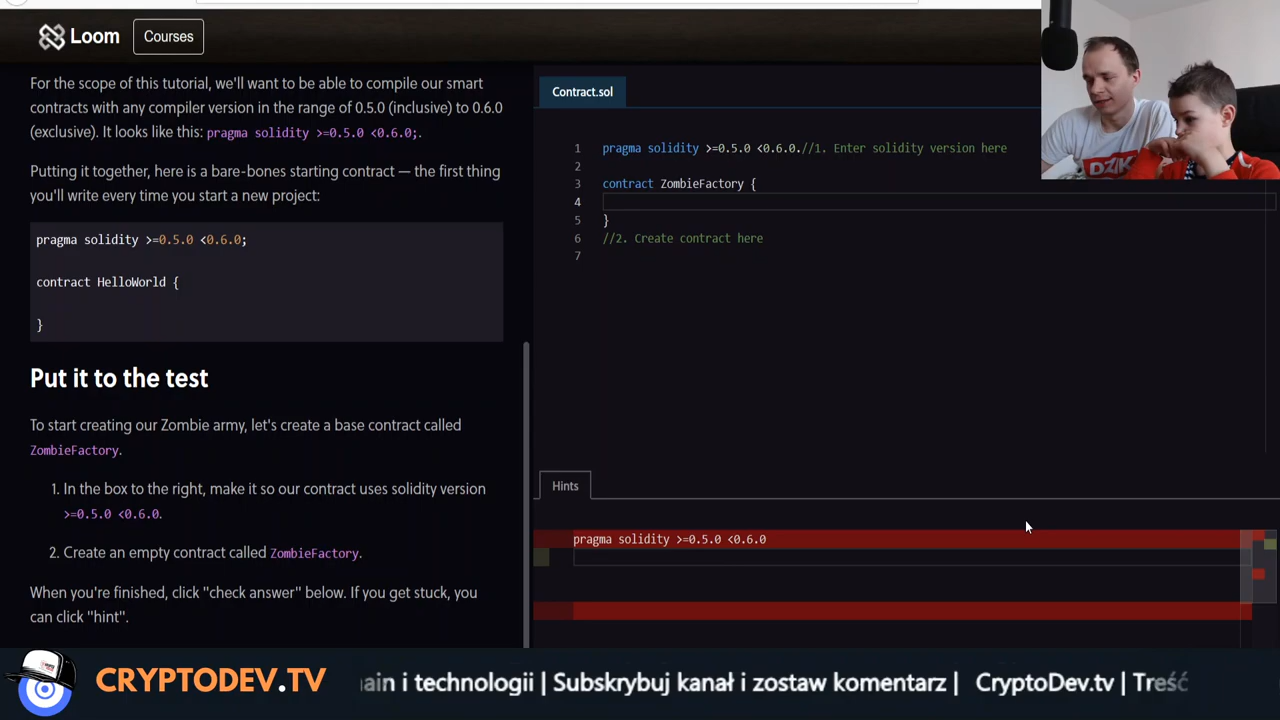 Loom
Courses
For the scope of this tutorial, we'll want to be able to compile our smart
contracts with any compiler version in the range of 0.5.0 (inclusive) to 0.6.0
(exclusive). It looks like this: pragma solidity >=0.5.0 <0.6.0;.
Putting it together, here is a bare-bones starting contract — the first thing
you'll write every time you start a new project:
pragma solidity >=0.5.0 <0.6.0;
contract HelloWorld {
}
Put it to the test
To start creating our Zombie army, let's create a base contract called
ZombieFactory.
1. In the box to the right, make it so our contract uses solidity version
>=0.5.0 <0.6.0.
2. Create an empty contract called ZombieFactory.
When you're finished, click "check answer" below. If you get stuck, you
can click "hint".
Contract.sol
1 pragma solidity >=0.5.0 <0.6.0.//1. Enter solidity version here
2
3 contract ZombieFactory {
4
5 }
6 //2. Create contract here
7
Hints
pragma solidity >=0.5.0 <0.6.0
DZIK
CRYPTODEV.TV
i technologii | Subskrybuj kanał i zostaw komentarz | CryptoDev.tv | Treść